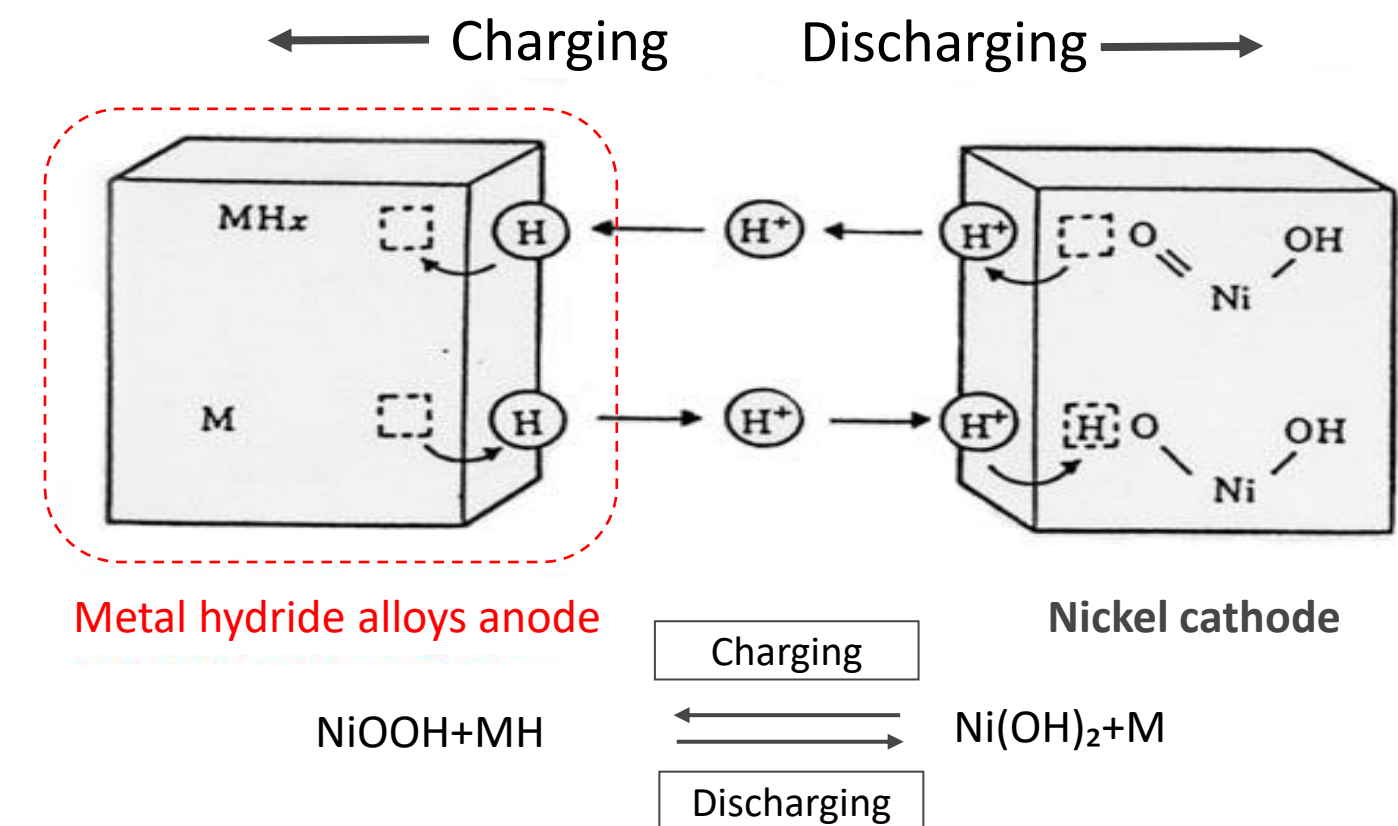 Charging Discharging
MHx H H⁺ H⁺ O OH
Ni
M H H⁺ H⁺ H O OH
Ni
Metal hydride alloys anode Nickel cathode
Charging
NiOOH+MH Ni(OH)₂+M
Discharging